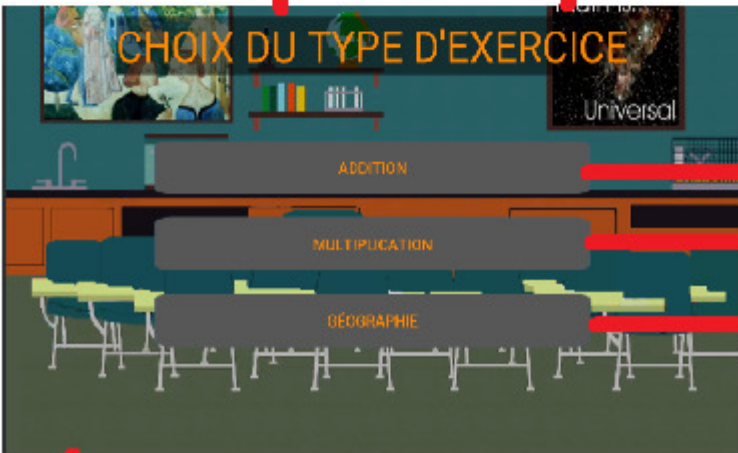 CHOIX DU TYPE D'EXERCICE
Universal
ADDITION
MULTIPLICATION
GÉOGRAPHIE